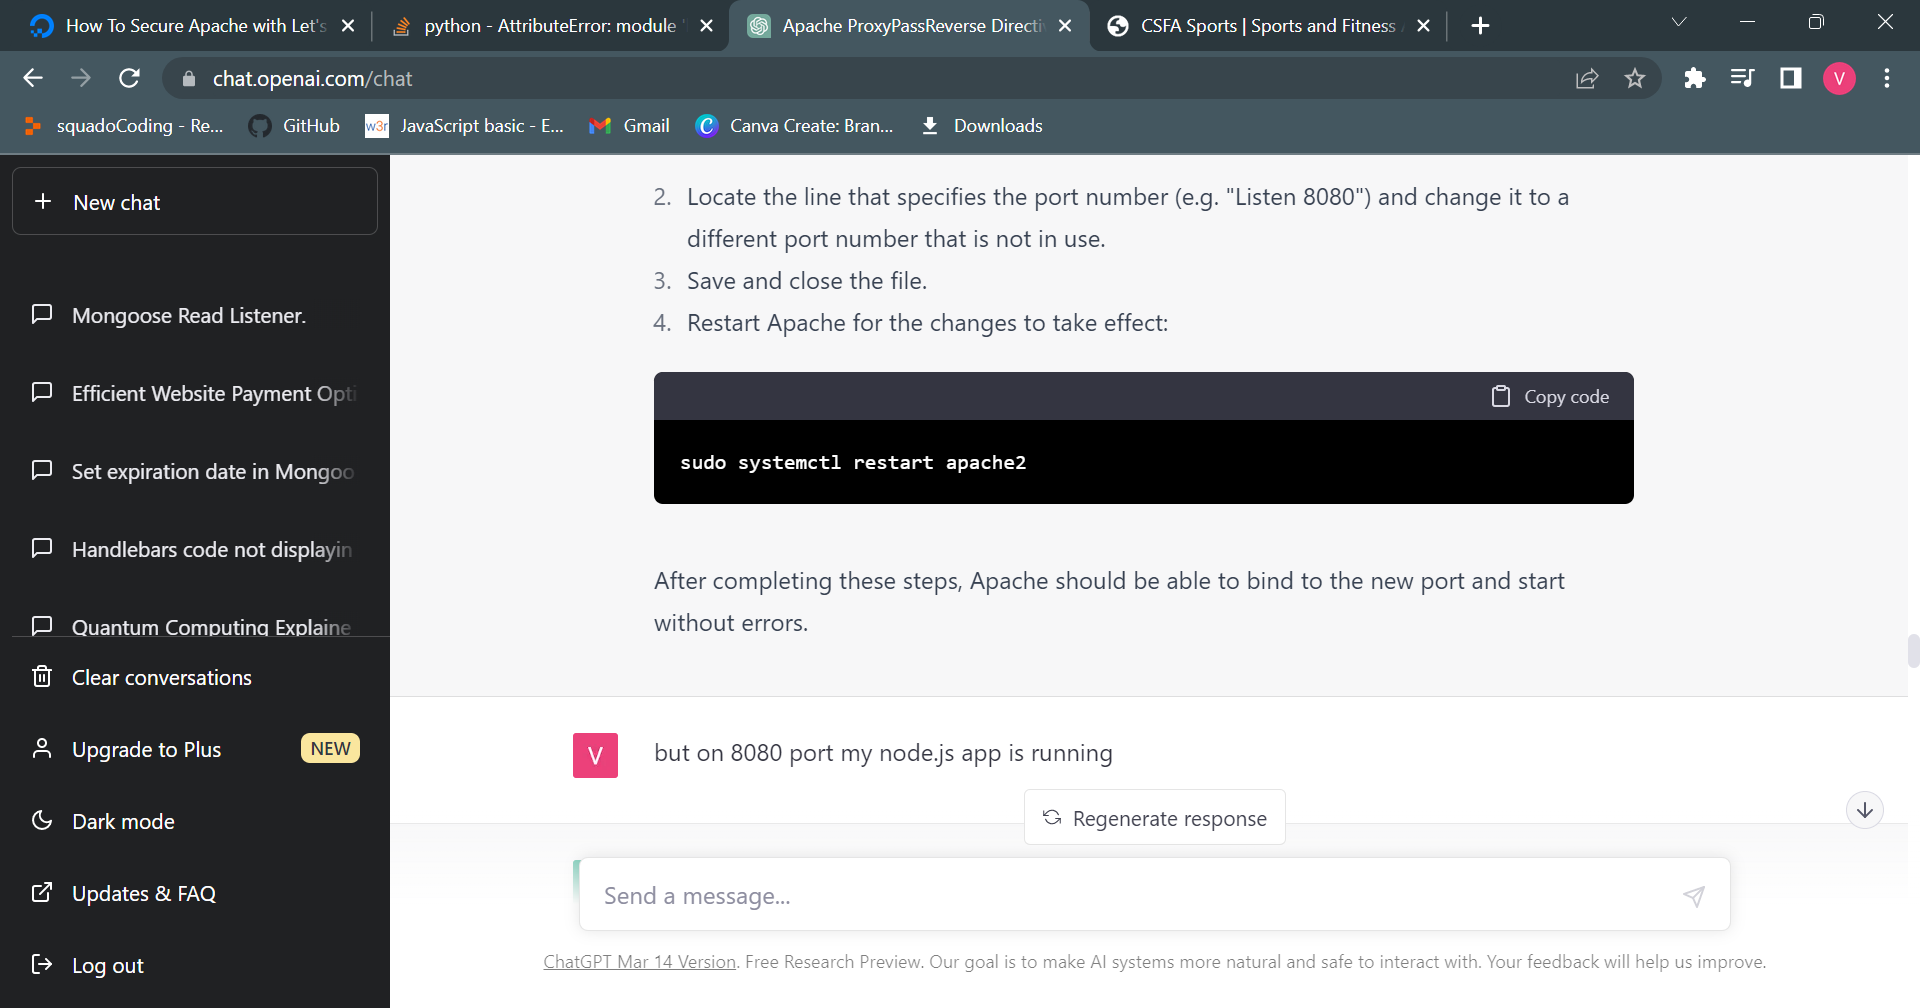 How To Secure Apache with Let's
python - AttributeError: module '
Apache ProxyPassReverse Directi
CSFA Sports | Sports and Fitness A
chat.openai.com/chat
V
squadoCoding - Re...
GitHub
w3r
JavaScript basic - E...
Gmail
Canva Create: Bran...
Downloads
New chat
Mongoose Read Listener.
Efficient Website Payment Opti
Set expiration date in Mongoo
Handlebars code not displayin
Quantum Computing Explaine
Clear conversations
Upgrade to Plus
NEW
Dark mode
Updates & FAQ
Log out
2. Locate the line that specifies the port number (e.g. "Listen 8080") and change it to a
different port number that is not in use.
3. Save and close the file.
4. Restart Apache for the changes to take effect:
Copy code
sudo systemctl restart apache2
After completing these steps, Apache should be able to bind to the new port and start
without errors.
V
but on 8080 port my node.js app is running
Regenerate response
Send a message...
ChatGPT Mar 14 Version. Free Research Preview. Our goal is to make AI systems more natural and safe to interact with. Your feedback will help us improve.